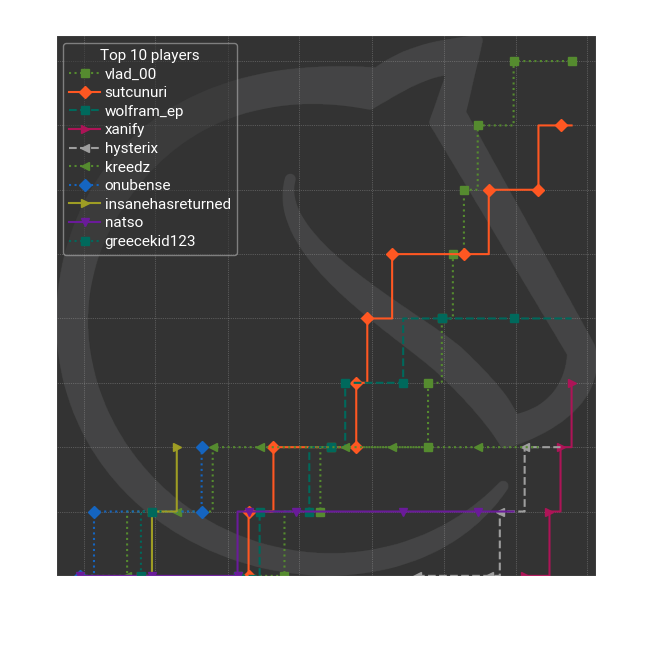 Top 10 players
vlad_00
sutcunuri
wolfram_ep
xanify
hysterix
kreedz
onubense
insanehasreturned
natso
greecekid123